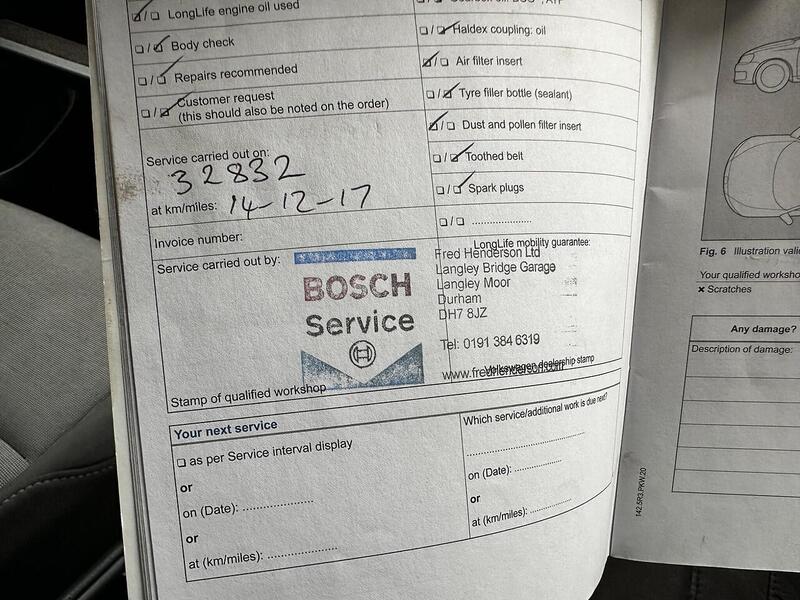 ❏/❏ LongLife engine oil used
❏/❏ Body check
❏/❏ Repairs recommended
❏/❏ Customer request
(this should also be noted on the order)
❏/❏ Haldex coupling: oil
❏/❏ Air filter insert
❏/❏ Tyre filler bottle (sealant)
❏/❏ Dust and pollen filter insert
❏/❏ Toothed belt
❏/❏ Spark plugs
❏/❏ .....................
Service carried out on:
32832
at km/miles: 14-12-17
Invoice number:
Service carried out by:
BOSCH
Service
Stamp of qualified workshop
LongLife mobility guarantee:
Fred Henderson Ltd
Langley Bridge Garage
Langley Moor
Durham
DH7 8JZ
Tel: 0191 384 6319
Volkswagen dealership stamp
www.fredhenderson.com
Your next service
❏ as per Service interval display
or
on (Date): ....................
or
at (km/miles): ....................
Which service/additional work is due next?
....................
on (Date): ..............
or
at (km/miles): ............
142.5R3.PKW.20
Fig. 6 Illustration
Your qualified
× Scratches
Any damage?
Description of damage: